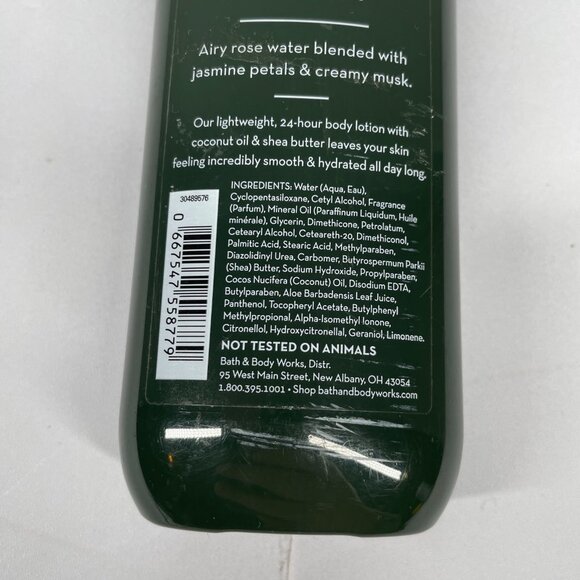 Airy rose water blended with
jasmine petals & creamy musk.
Our lightweight, 24-hour body lotion with
coconut oil & shea butter leaves your skin
feeling incredibly smooth & hydrated all day long.
30489576
0 667547 558779
INGREDIENTS: Water (Aqua, Eau),
Cyclopentasiloxane, Cetyl Alcohol, Fragrance
(Parfum), Mineral Oil (Paraffinum Liquidum, Huile
minérale), Glycerin, Dimethicone, Petrolatum,
Cetearyl Alcohol, Ceteareth-20, Dimethiconol,
Palmitic Acid, Stearic Acid, Methylparaben,
Diazolidinyl Urea, Carbomer, Butyrospermum Parkii
(Shea) Butter, Sodium Hydroxide, Propylparaben,
Cocos Nucifera (Coconut) Oil, Disodium EDTA,
Butylparaben, Aloe Barbadensis Leaf Juice,
Panthenol, Tocopheryl Acetate, Butylphenyl
Methylpropional, Alpha-Isomethyl Ionone,
Citronellol, Hydroxycitronellal, Geraniol, Limonene.
NOT TESTED ON ANIMALS
Bath & Body Works, Distr.
95 West Main Street, New Albany, OH 43054
1.800.395.1001 • Shop bathandbodyworks.com